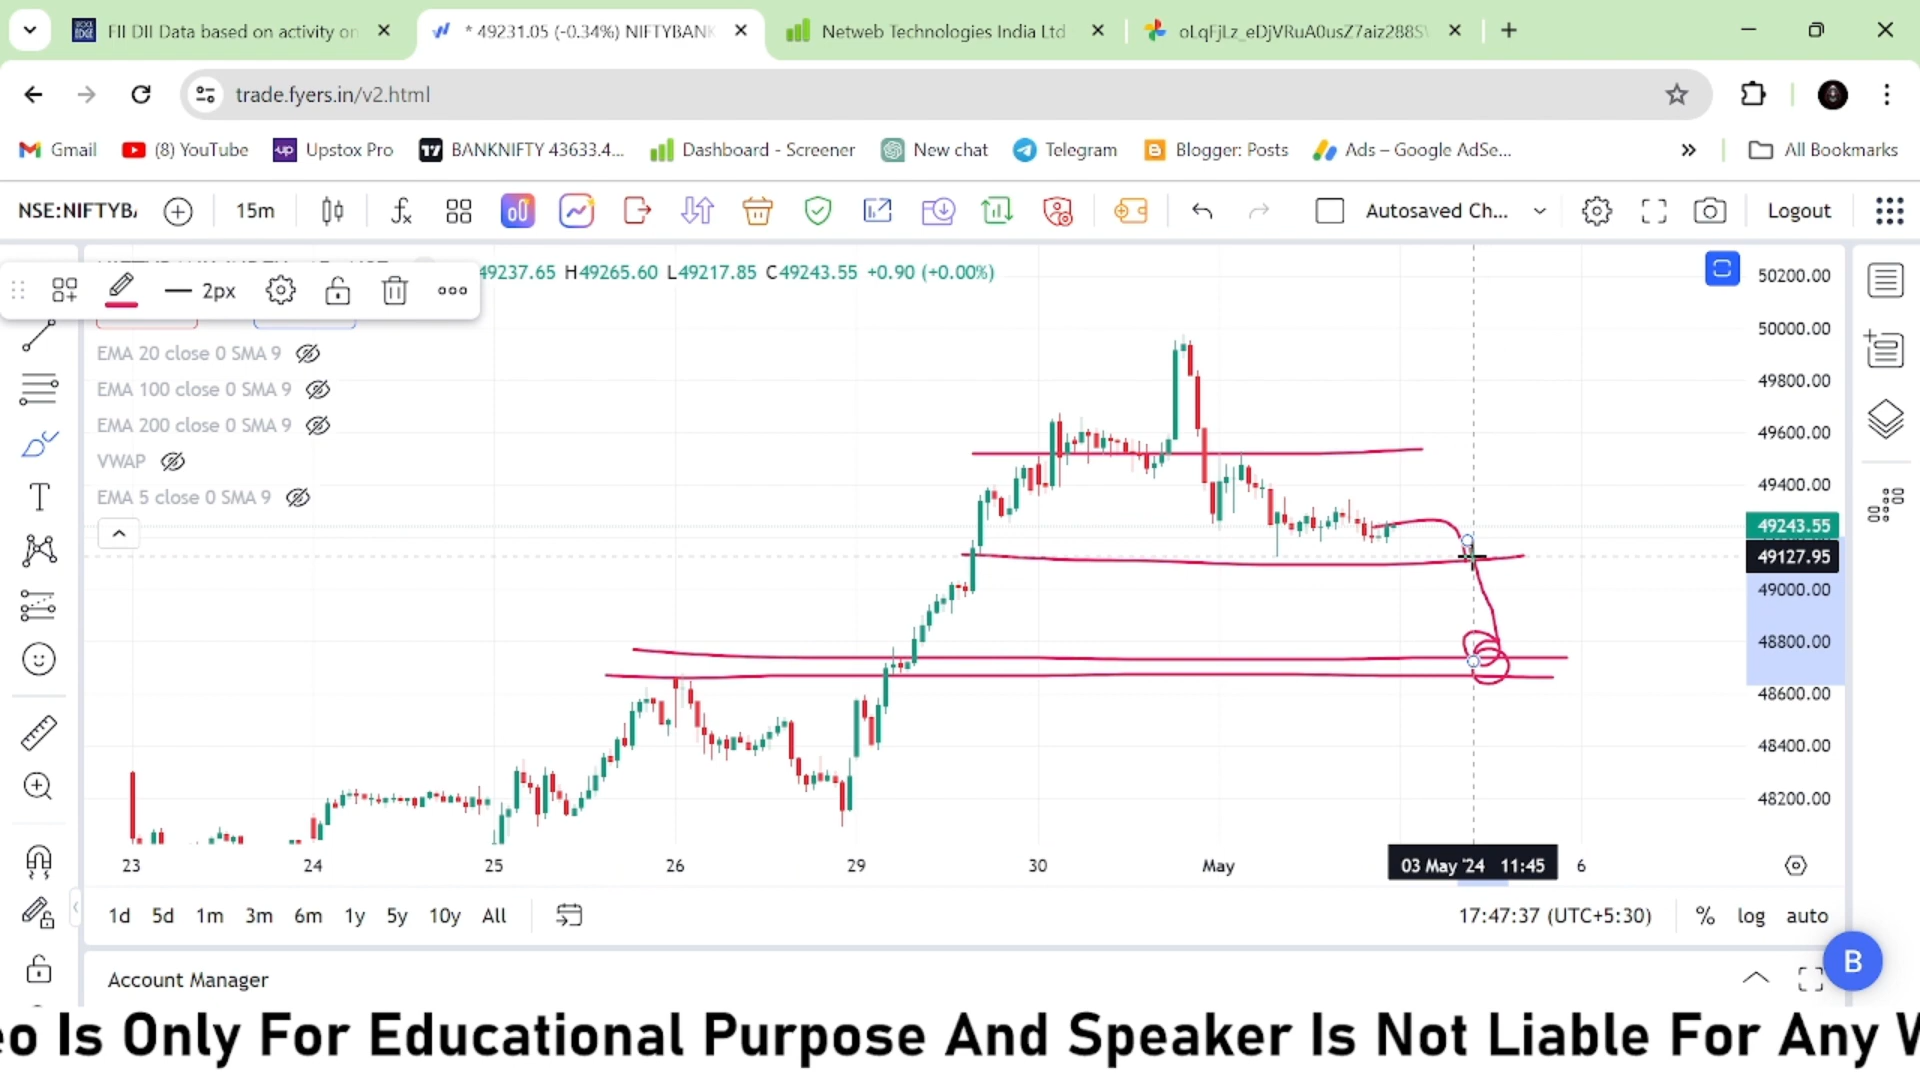 FII DII Data based on activity on
* 49231.05 (-0.34%) NIFTYBANK
Netweb Technologies India Ltd
trade.fyers.in/v2.html
Gmail
(8) YouTube
up
Upstox Pro
BANKNIFTY 43633.4...
Dashboard - Screener
New chat
Telegram
Blogger: Posts
Ads – Google AdSe...
All Bookmarks
NSE:NIFTYB
15m
Autosaved Ch...
Logout
2px
49237.65 H49265.60 L49217.85 C49243.55 +0.90 (+0.00%)
EMA 20 close 0 SMA 9
EMA 100 close 0 SMA 9
EMA 200 close 0 SMA 9
VWAP
EMA 5 close 0 SMA 9
50200.00
50000.00
49800.00
49600.00
49400.00
49243.55
49127.95
49000.00
48800.00
48600.00
48400.00
48200.00
23
24
25
26
29
30
May
03 May '24 11:45
6
1d
5d
1m
3m
6m
1y
5y
10y
All
17:47:37 (UTC+5:30)
%
log
auto
B
Account Manager
eo Is Only For Educational Purpose And Speaker Is Not Liable For Any